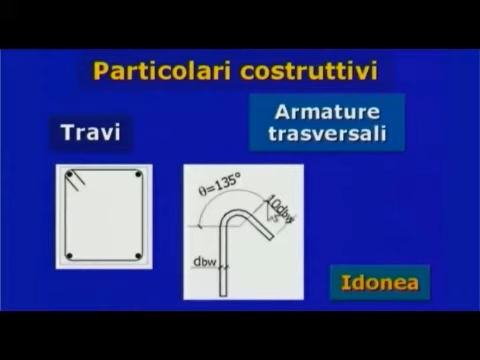 Particolari costruttivi
Armature
trasversali
Travi
θ=135°
10dbw
dbw
Idonea